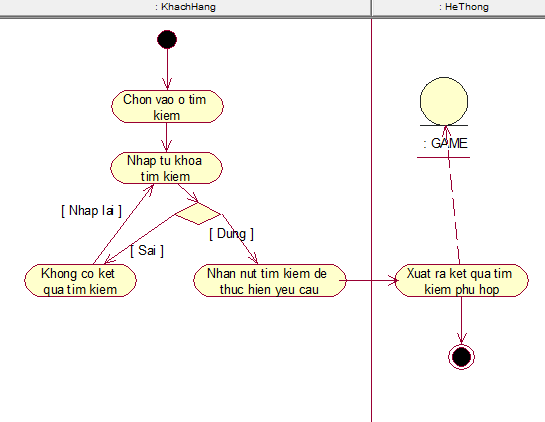 : KhachHang
: HeThong
Chon vao o tim
kiem
Nhap tu khoa
tim kiem
: GAME
[ Nhap lai ]
[ Dung ]
[ Sai ]
Khong co ket
qua tim kiem
Nhan nut tim kiem de
thuc hien yeu cau
Xuat ra ket qua tim
kiem phu hop